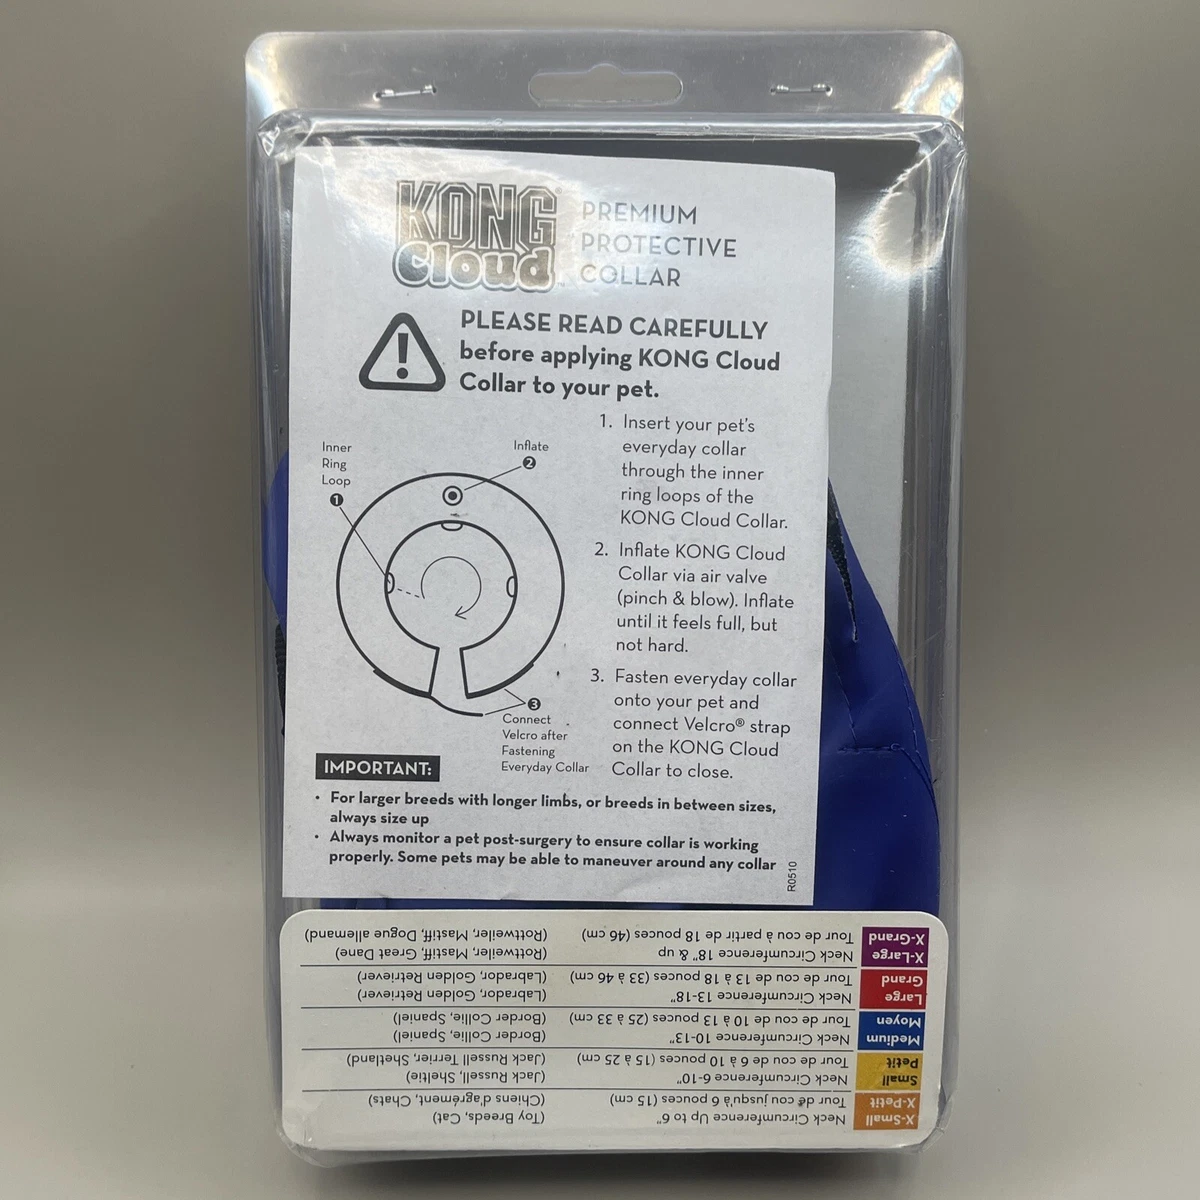 KONG®
Cloud™
PREMIUM
PROTECTIVE
COLLAR
PLEASE READ CAREFULLY
before applying KONG Cloud
Collar to your pet.
Inner
Ring
Loop
1
Inflate
2
3
Connect
Velcro after
Fastening
Everyday Collar
1. Insert your pet's
everyday collar
through the inner
ring loops of the
KONG Cloud Collar.
2. Inflate KONG Cloud
Collar via air valve
(pinch & blow). Inflate
until it feels full, but
not hard.
3. Fasten everyday collar
onto your pet and
connect Velcro® strap
on the KONG Cloud
Collar to close.
IMPORTANT:
• For larger breeds with longer limbs, or breeds in between sizes,
always size up
• Always monitor a pet post-surgery to ensure collar is working
properly. Some pets may be able to maneuver around any collar
R0510
X-Small Neck Circumference Up to 6" (Toy Breeds, Cat)
X-Petit Tour de cou jusqu'à 6 pouces (15 cm) (Chiens d'agrément, Chats)
Small Neck Circumference 6-10" (Jack Russell, Sheltie)
Petit Tour de cou de 6 à 10 pouces (15 à 25 cm) (Jack Russell Terrier, Shetland)
Medium Neck Circumference 10-13" (Border Collie, Spaniel)
Moyen Tour de cou de 10 à 13 pouces (25 à 33 cm) (Border Collie, Spaniel)
Large Neck Circumference 13-18" (Labrador, Golden Retriever)
Grand Tour de cou de 13 à 18 pouces (33 à 46 cm) (Labrador, Golden Retriever)
X-Large Neck Circumference 18" & up (Rottweiler, Mastiff, Great Dane)
X-Grand Tour de cou à partir de 18 pouces (46 cm) (Rottweiler, Mastiff, Dogue allemand)